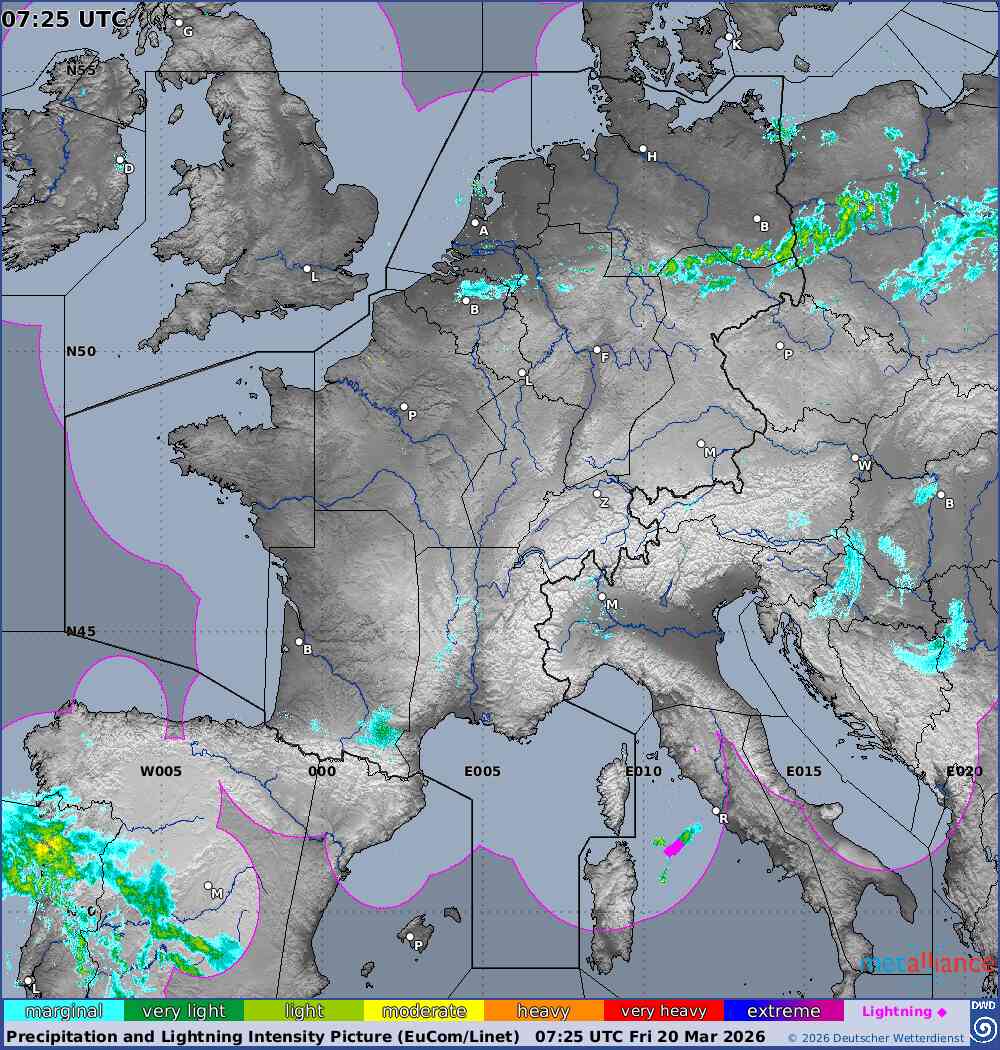 07:25 UTC
G
K
N55
D
H
A
B
L
B
N50
F
P
L
P
M
W
Z
B
M
N45
B
W005
000
E005
E010
E015
E020
R
M
P
L
metalliance
marginal very light light moderate heavy very heavy extreme Lightning ◆
DWD
Precipitation and Lightning Intensity Picture (EuCom/Linet) 07:25 UTC Fri 20 Mar 2026 © 2026 Deutscher Wetterdienst